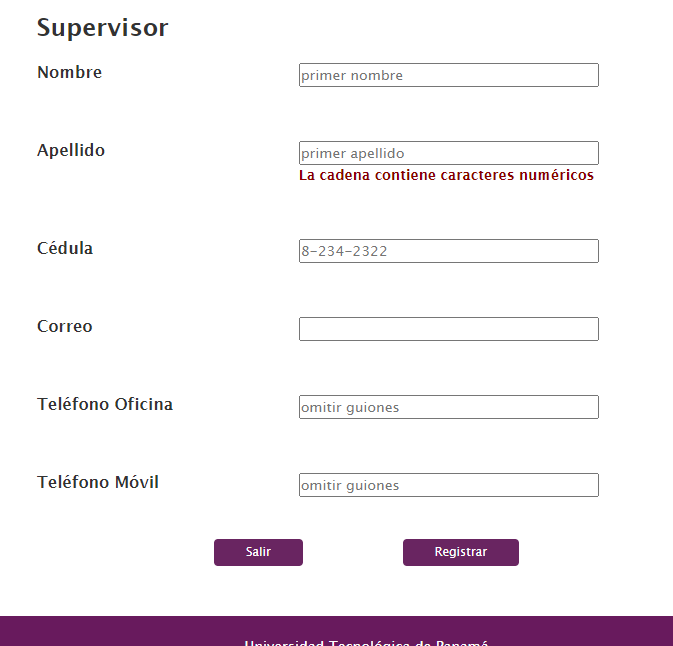 Supervisor
Nombre
primer nombre
Apellido
primer apellido
La cadena contiene caracteres numéricos
Cédula
8-234-2322
Correo
Teléfono Oficina
omitir guiones
Teléfono Móvil
omitir guiones
Salir
Registrar
Universidad Tecnológica de Panamá